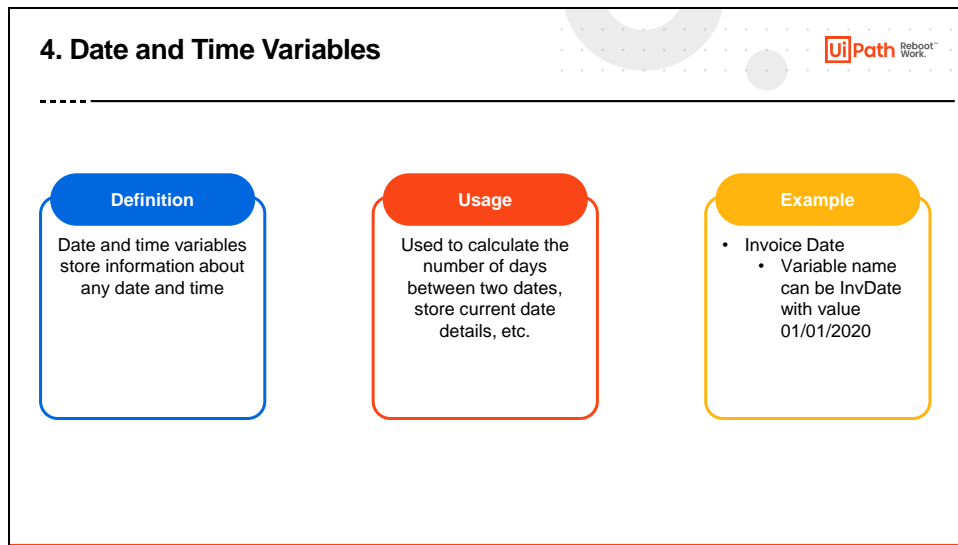 4. Date and Time Variables
UiPath Reboot™
Work.
Definition
Date and time variables
store information about
any date and time
Usage
Used to calculate the
number of days
between two dates,
store current date
details, etc.
Example
• Invoice Date
• Variable name
can be InvDate
with value
01/01/2020